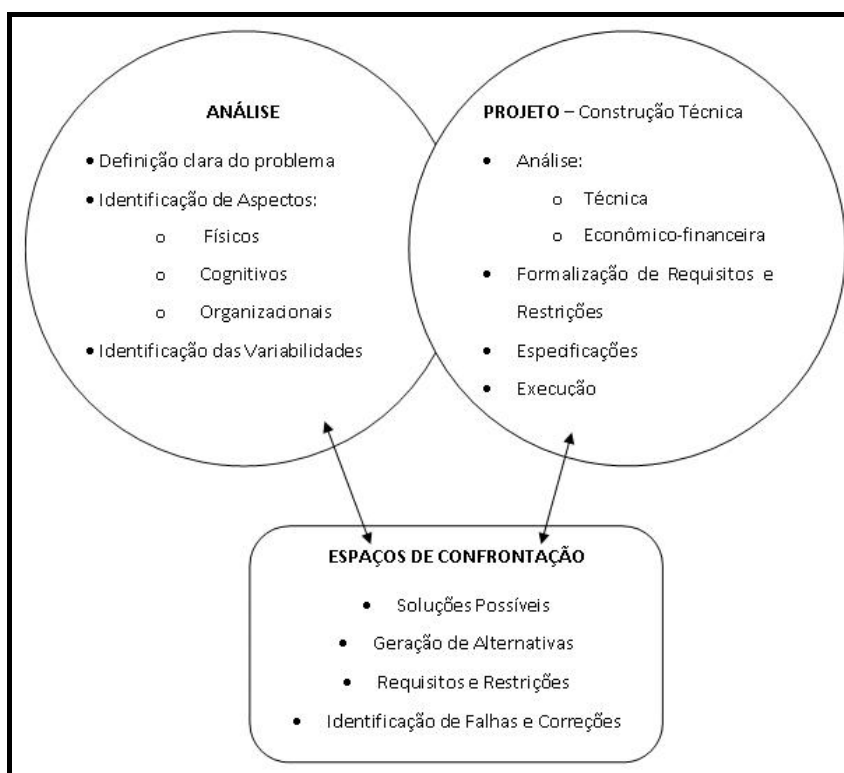 ANÁLISE
• Definição clara do problema
• Identificação de Aspectos:
o Físicos
o Cognitivos
o Organizacionais
• Identificação das Variabilidades
PROJETO – Construção Técnica
• Análise:
o Técnica
o Econômico-financeira
• Formalização de Requisitos e
Restrições
• Especificações
• Execução
ESPAÇOS DE CONFRONTAÇÃO
• Soluções Possíveis
• Geração de Alternativas
• Requisitos e Restrições
• Identificação de Falhas e Correções